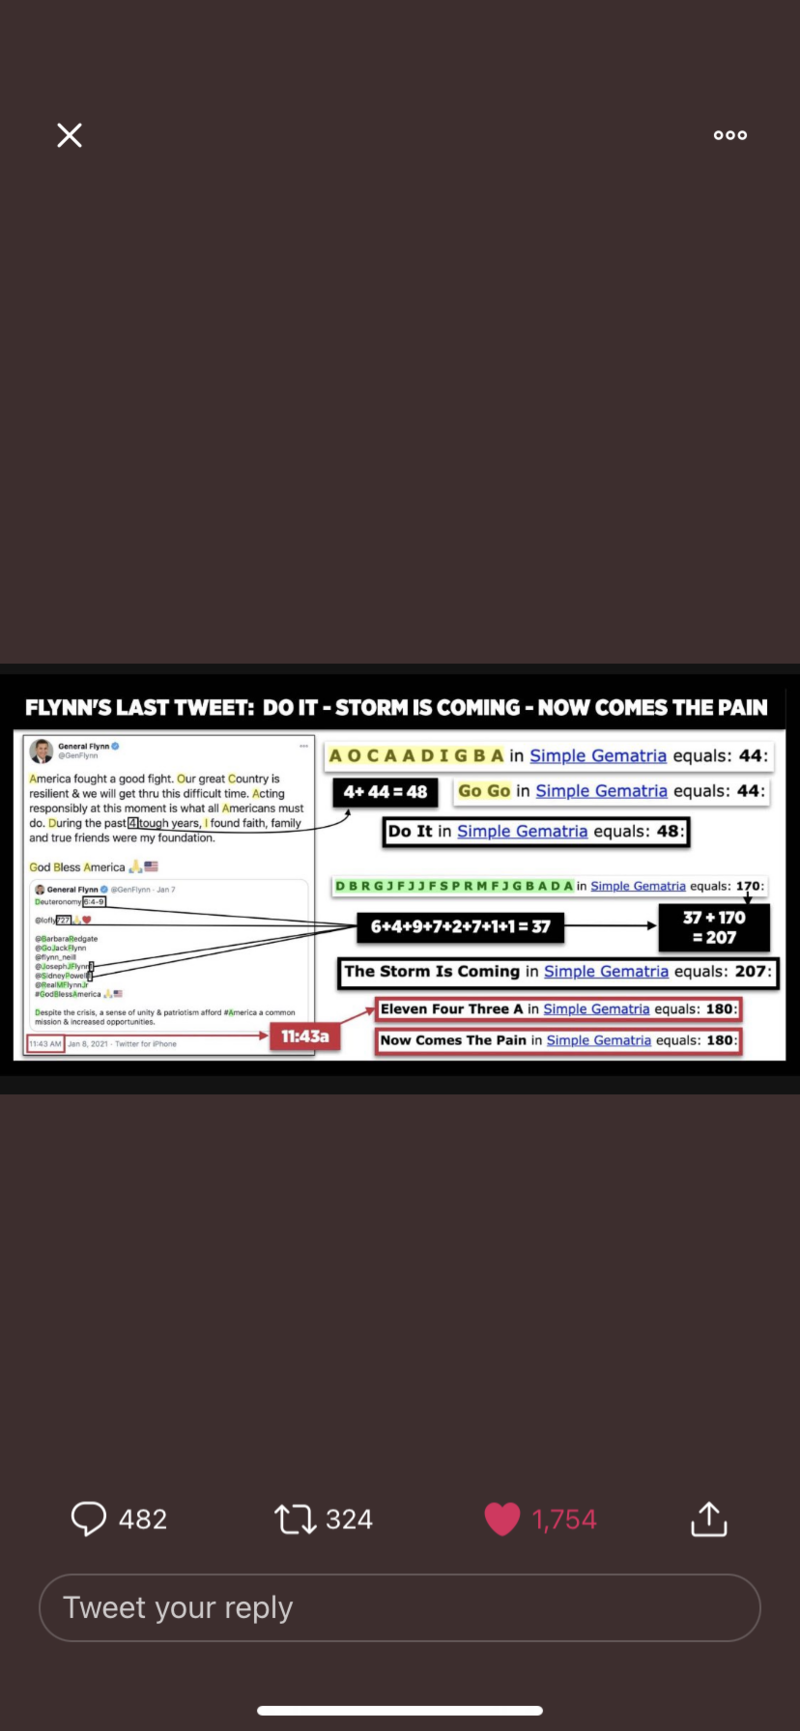 FLYNN'S LAST TWEET: DO IT - STORM IS COMING - NOW COMES THE PAIN
General Flynn
@GenFlynn
America fought a good fight. Our great Country is
resilient & we will get thru this difficult time. Acting
responsibly at this moment is what all Americans must
do. During the past 4 tough years, I found faith, family
and true friends were my foundation.
God Bless America 🙏🇺🇸
General Flynn @GenFlynn · Jan 7
Deuteronomy 6:4-9
@lofly727 🙏❤️
@BarbaraRedgate
@GoJackFlynn
@flynn_neill
@JosephJFlynn1
@SidneyPowell1
@RealMFlynnJr
#GodBlessAmerica 🙏🇺🇸
Despite the crisis, a sense of unity & patriotism afford #America a common
mission & increased opportunities.
11:43 AM Jan 8, 2021 · Twitter for iPhone
A O C A A D I G B A in Simple Gematria equals: 44:
4+ 44 = 48
Go Go in Simple Gematria equals: 44:
Do It in Simple Gematria equals: 48:
D B R G J F J J F S P R M F J G B A D A in Simple Gematria equals: 170:
6+4+9+7+2+7+1+1 = 37
37 + 170
= 207
The Storm Is Coming in Simple Gematria equals: 207:
11:43a
Eleven Four Three A in Simple Gematria equals: 180:
Now Comes The Pain in Simple Gematria equals: 180:
482
324
1,754
Tweet your reply